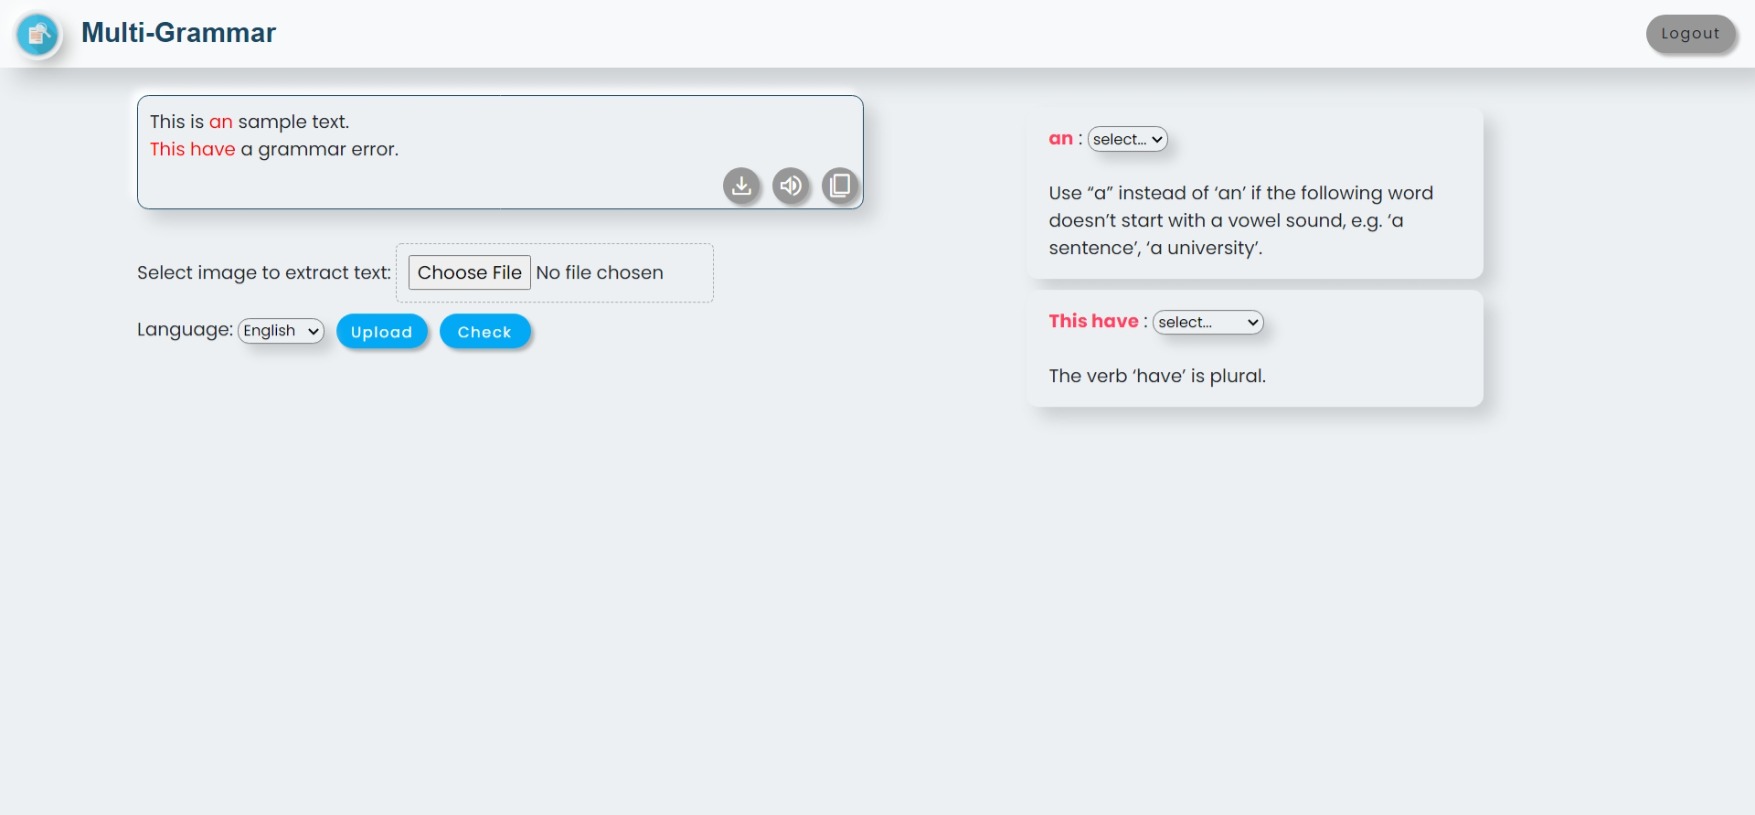 Multi-Grammar
Logout
This is an sample text.
This have a grammar error.
Select image to extract text: Choose File No file chosen
Language: English Upload Check
an : select...
Use “a” instead of ‘an’ if the following word
doesn’t start with a vowel sound, e.g. ‘a
sentence’, ‘a university’.
This have : select...
The verb ‘have’ is plural.